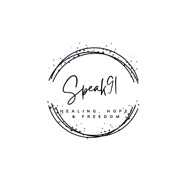 Speak91
HEALING, HOPE,
& FREEDOM